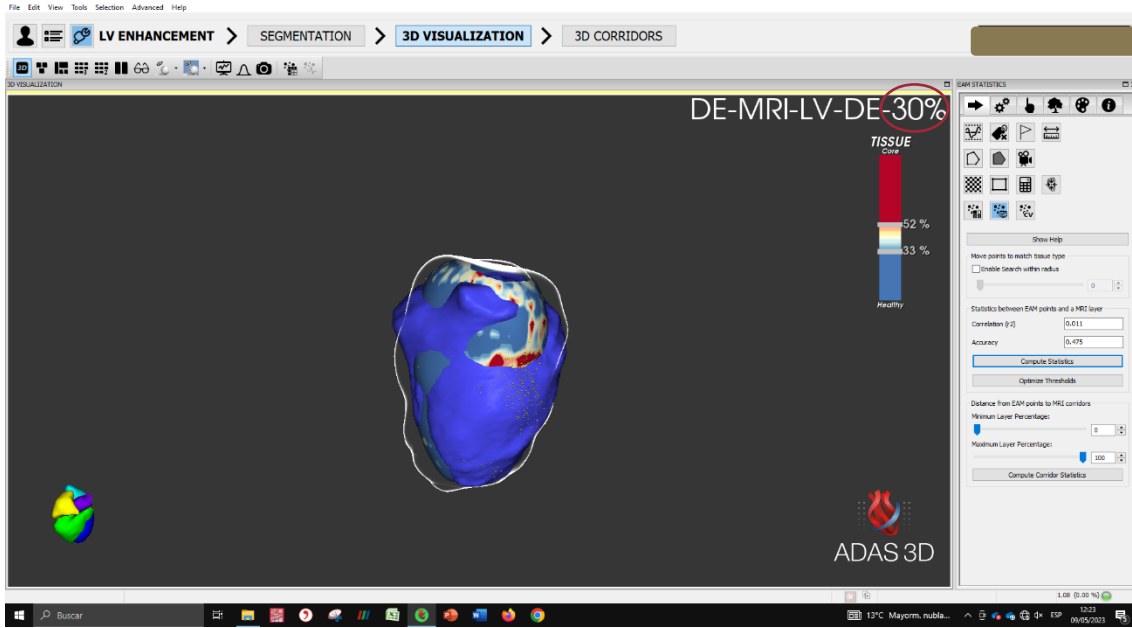 File Edit View Tools Selection Advanced Help
LV ENHANCEMENT SEGMENTATION 3D VISUALIZATION 3D CORRIDORS
3D
3D VISUALIZATION
EAM STATISTICS
DE-MRI-LV-DE-30%
TISSUE
Core
52 %
33 %
Healthy
CV
Show Help
Move points to match tissue type
Enable Search within radius
0
Statistics between EAM points and a MRI layer
Correlation (r2) 0.011
Accuracy 0.475
Compute Statistics
Optimize Thresholds
Distance from EAM points to MRI corridors
Minimum Layer Percentage:
0
Maximum Layer Percentage:
100
Compute Corridor Statistics
ADAS 3D
1.08 (0.00 %)
Buscar
13°C Mayorm. nubla...
ESP
12:23
09/05/2023